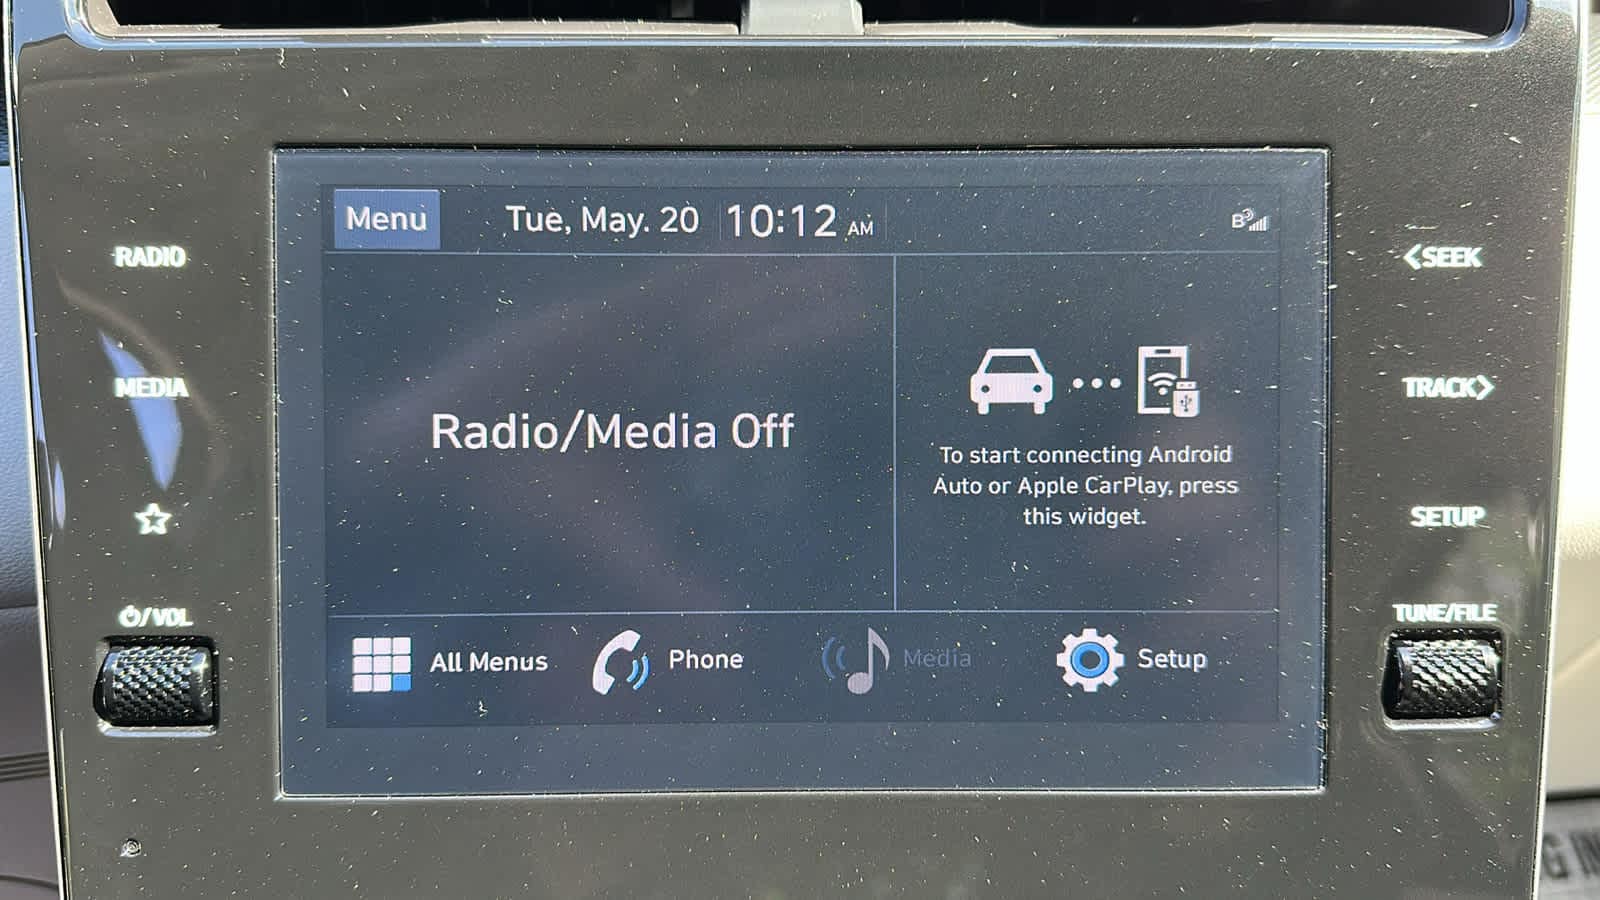 Menu
Tue, May. 20
10:12 AM
B
RADIO
<SEEK
MEDIA
TRACK>
Radio/Media Off
To start connecting Android
Auto or Apple CarPlay, press
this widget.
SETUP
/VOL
TUNE/FILE
All Menus
Phone
Media
Setup